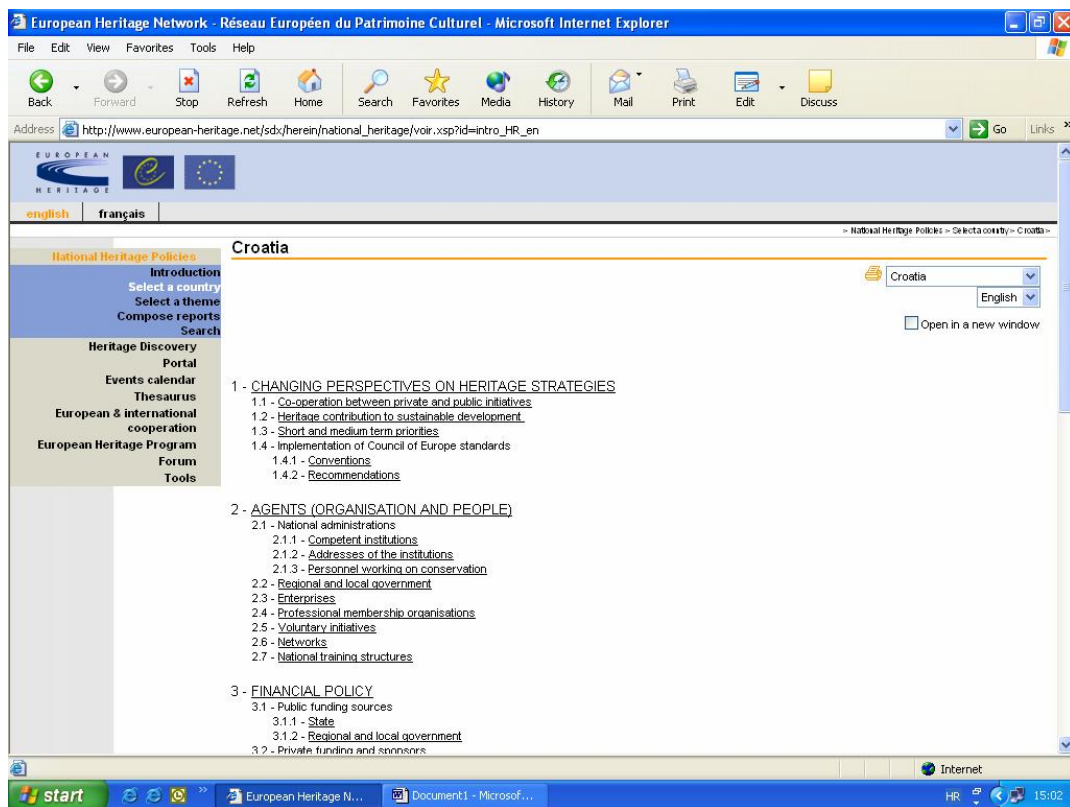 European Heritage Network - Réseau Européen du Patrimoine Culturel - Microsoft Internet Explorer
File Edit View Favorites Tools Help
Back Forward Stop Refresh Home Search Favorites Media History Mail Print Edit Discuss
Address http://www.european-heritage.net/sdx/herein/national_heritage/voir.xsp?id=intro_HR_en Go Links »
EUROPEAN
HERITAGE
english français
> National Heritage Policies > Select a country > Croatia >
Croatia
National Heritage Policies
Introduction
Select a country
Select a theme
Compose reports
Search
Heritage Discovery
Portal
Events calendar
Thesaurus
European & international
cooperation
European Heritage Program
Forum
Tools
Croatia
English
Open in a new window
1 - CHANGING PERSPECTIVES ON HERITAGE STRATEGIES
1.1 - Co-operation between private and public initiatives
1.2 - Heritage contribution to sustainable development
1.3 - Short and medium term priorities
1.4 - Implementation of Council of Europe standards
1.4.1 - Conventions
1.4.2 - Recommendations
2 - AGENTS (ORGANISATION AND PEOPLE)
2.1 - National administrations
2.1.1 - Competent institutions
2.1.2 - Addresses of the institutions
2.1.3 - Personnel working on conservation
2.2 - Regional and local government
2.3 - Enterprises
2.4 - Professional membership organisations
2.5 - Voluntary initiatives
2.6 - Networks
2.7 - National training structures
3 - FINANCIAL POLICY
3.1 - Public funding sources
3.1.1 - State
3.1.2 - Regional and local government
3.2 - Private funding and sponsors
Internet
start » European Heritage N... Document1 - Microsof... HR 15:02